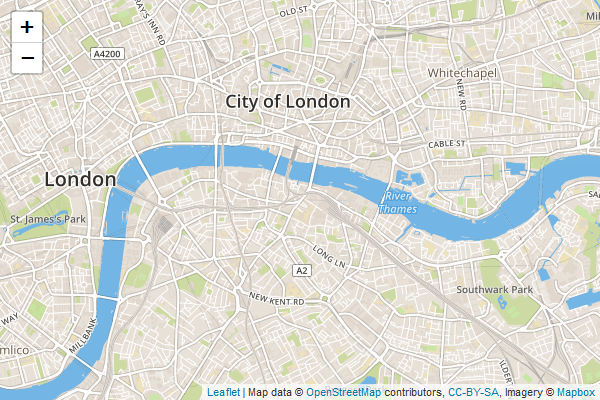 +
−
RAY'S INN RD
OLD ST
Mil
A4200
Whitechapel
NEW RD
City of London
CABLE ST
London
River
Thames
SA
St. James's Park
LONG LN
A2
Southwark Park
NEW KENT RD
WAY
MILLBANK
mlico
ILDERT
Leaflet | Map data © OpenStreetMap contributors, CC-BY-SA, Imagery © Mapbox